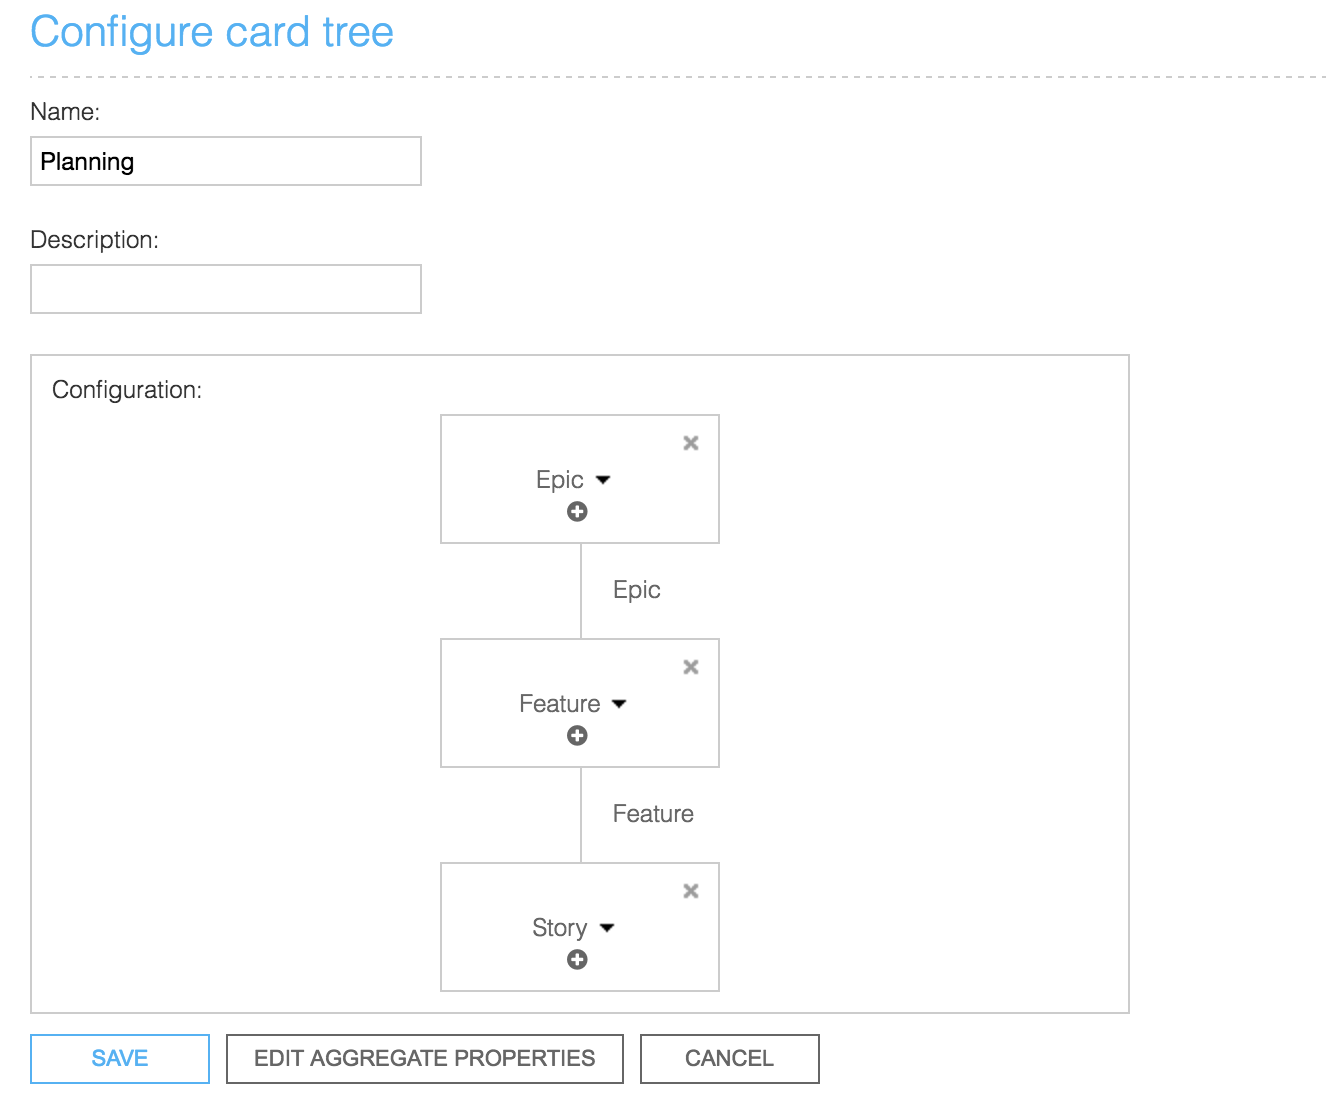 Configure card tree
Name:
Planning
Description:
Configuration:
Epic
Epic
Feature
Feature
Story
SAVE
EDIT AGGREGATE PROPERTIES
CANCEL